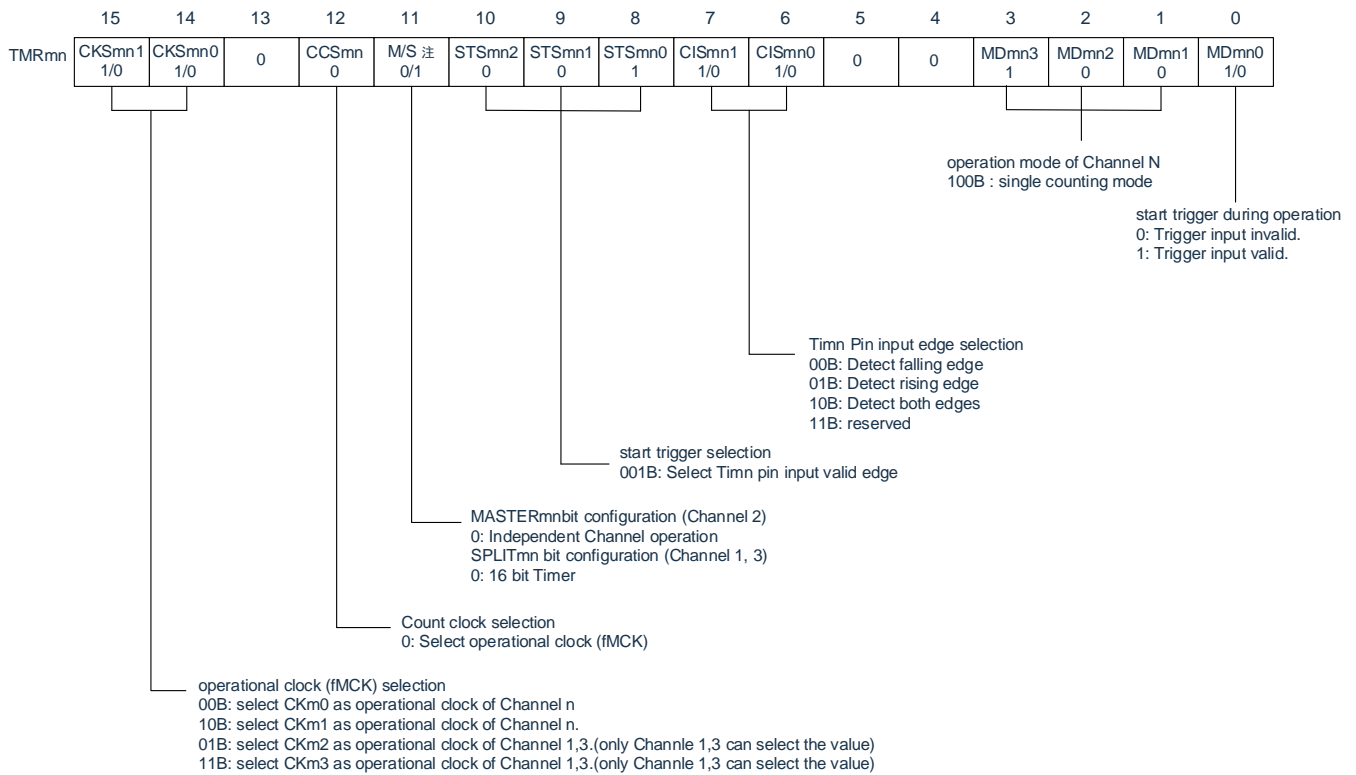 15 14 13 12 11 10 9 8 7 6 5 4 3 2 1 0
TMRmn CKSmn1 CKSmn0 0 CCSmn M/S 注 STSmn2 STSmn1 STSmn0 CISmn1 CISmn0 0 0 MDmn3 MDmn2 MDmn1 MDmn0
1/0 1/0 0 0/1 0 0 1 1/0 1/0 1 0 0 1/0
operation mode of Channel N
100B : single counting mode
start trigger during operation
0: Trigger input invalid.
1: Trigger input valid.
Timn Pin input edge selection
00B: Detect falling edge
01B: Detect rising edge
10B: Detect both edges
11B: reserved
start trigger selection
001B: Select Timn pin input valid edge
MASTERmnbit configuration (Channel 2)
0: Independent Channel operation
SPLITmn bit configuration (Channel 1, 3)
0: 16 bit Timer
Count clock selection
0: Select operational clock (fMCK)
operational clock (fMCK) selection
00B: select CKm0 as operational clock of Channel n
10B: select CKm1 as operational clock of Channel n.
01B: select CKm2 as operational clock of Channel 1,3.(only Channle 1,3 can select the value)
11B: select CKm3 as operational clock of Channel 1,3.(only Channle 1,3 can select the value)